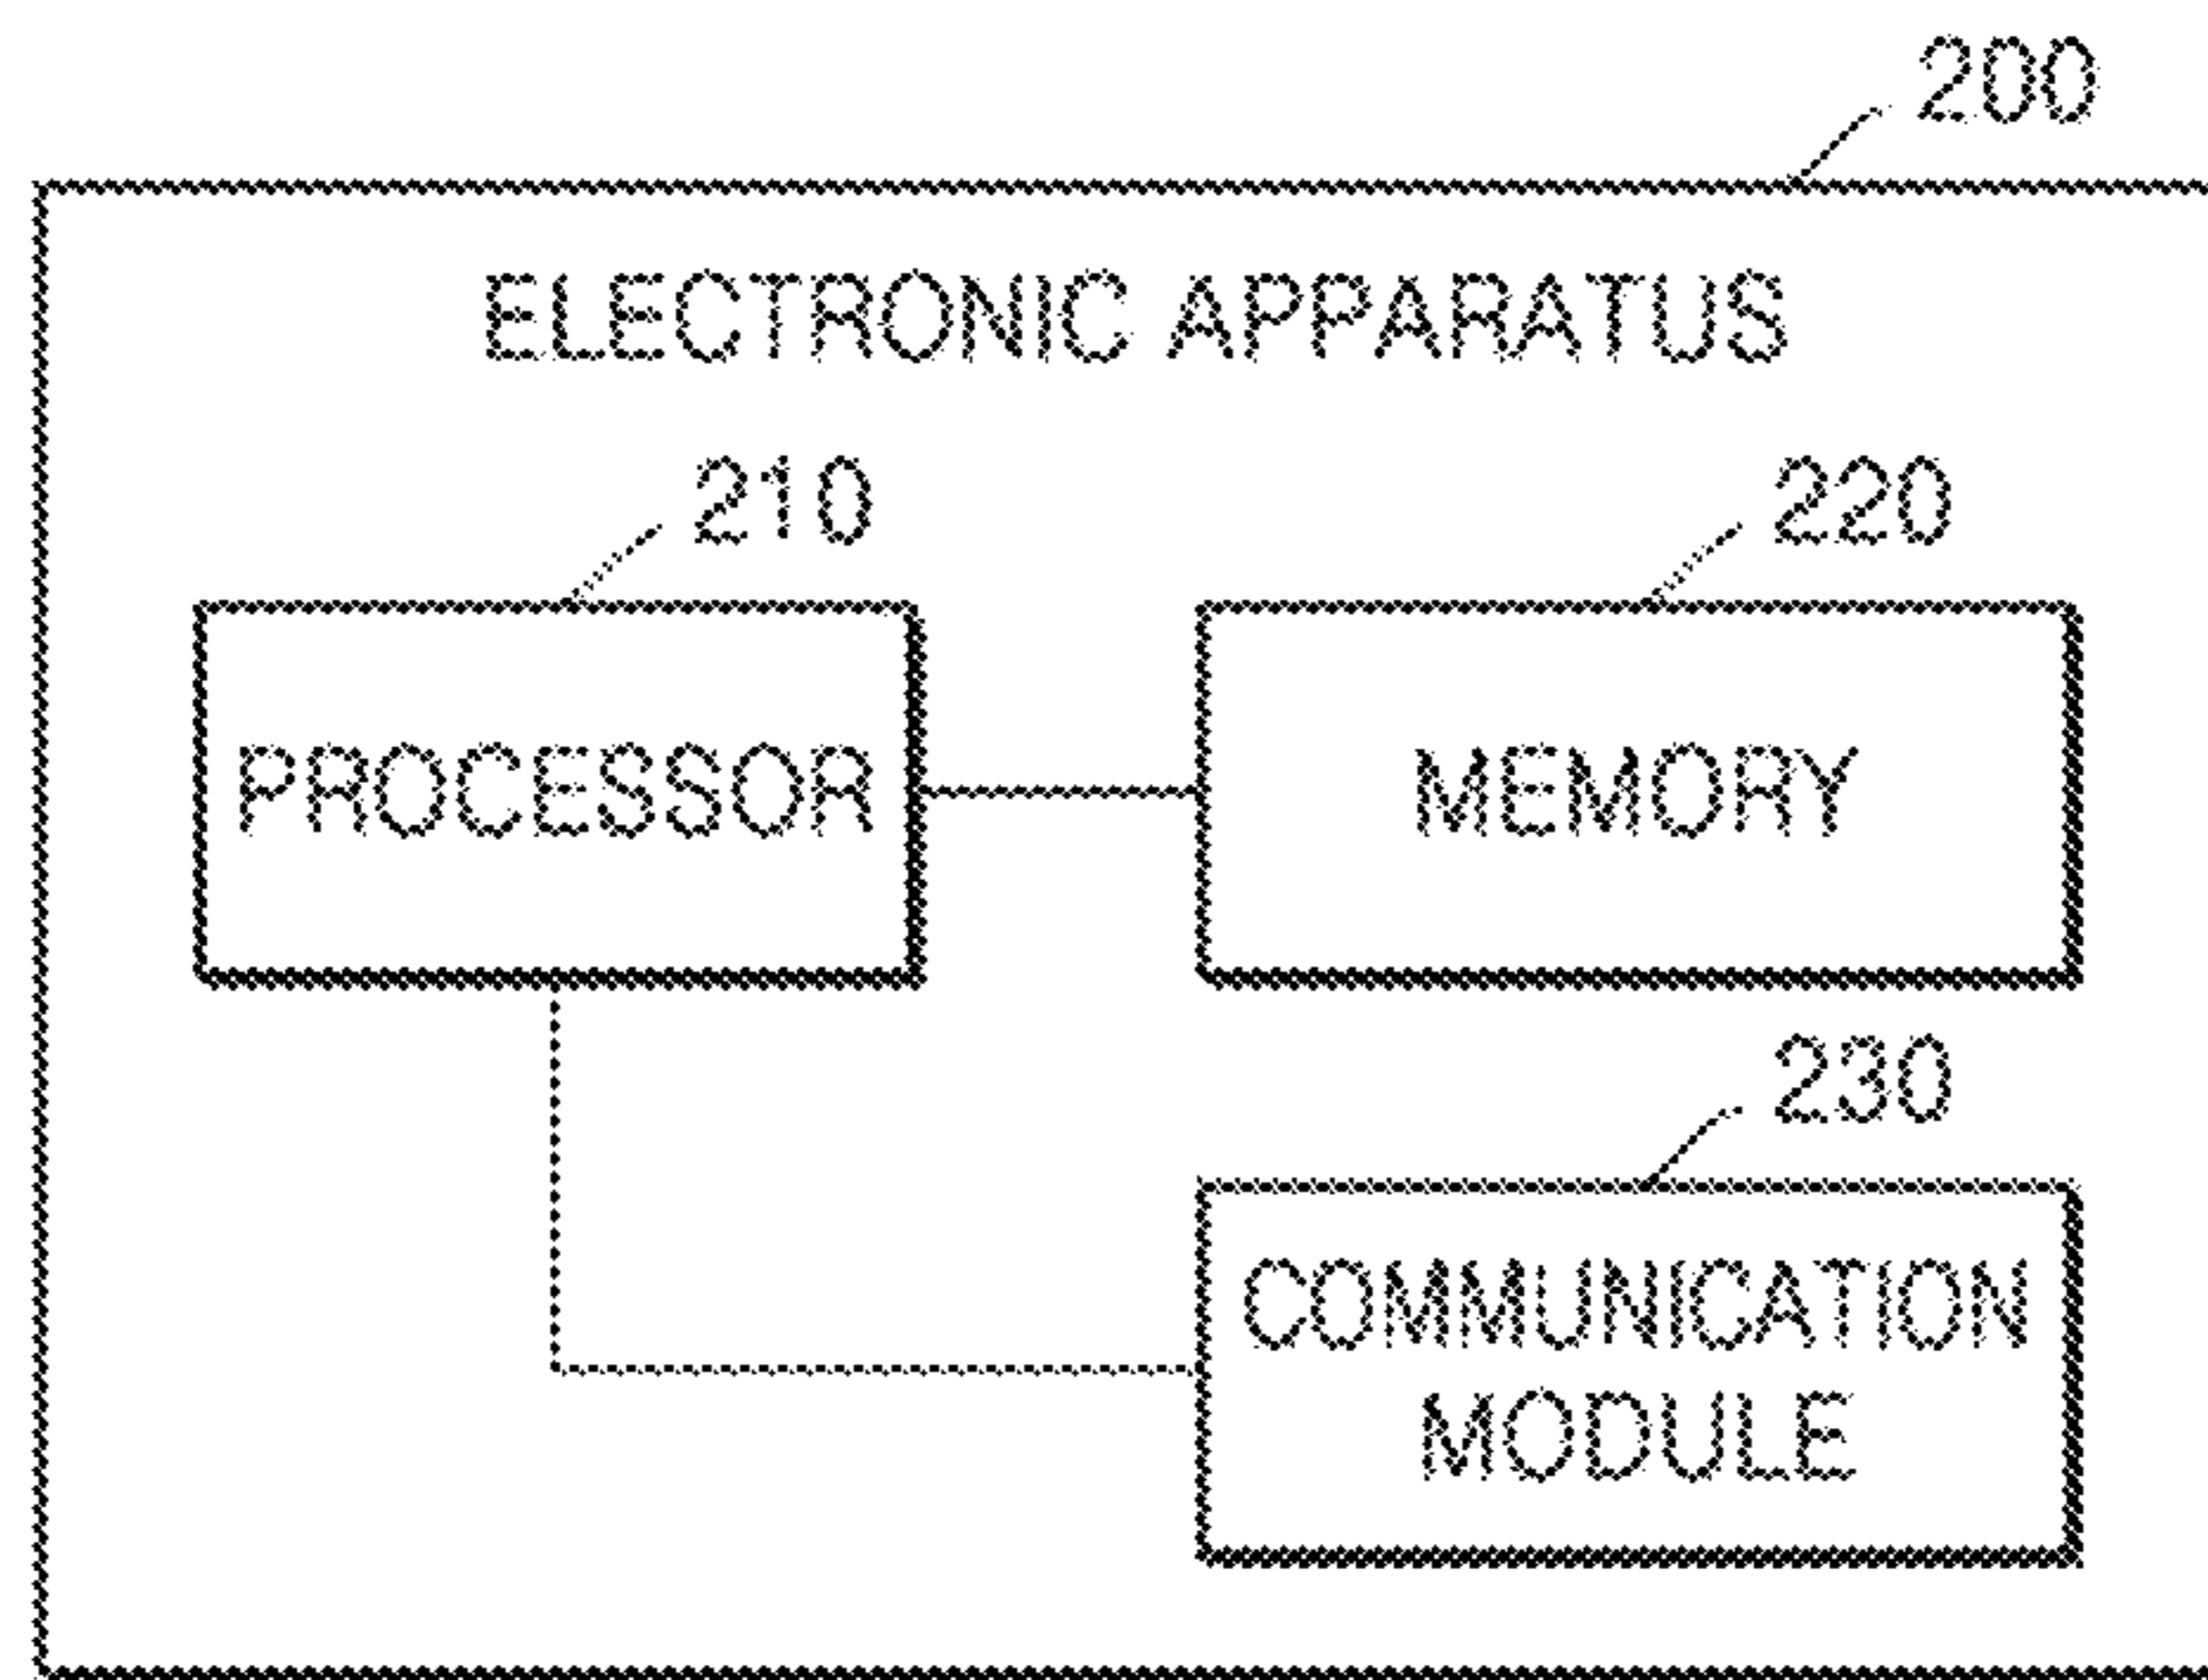 200
ELECTRONIC APPARATUS
210
220
PROCESSOR
MEMORY
230
COMMUNICATION
MODULE